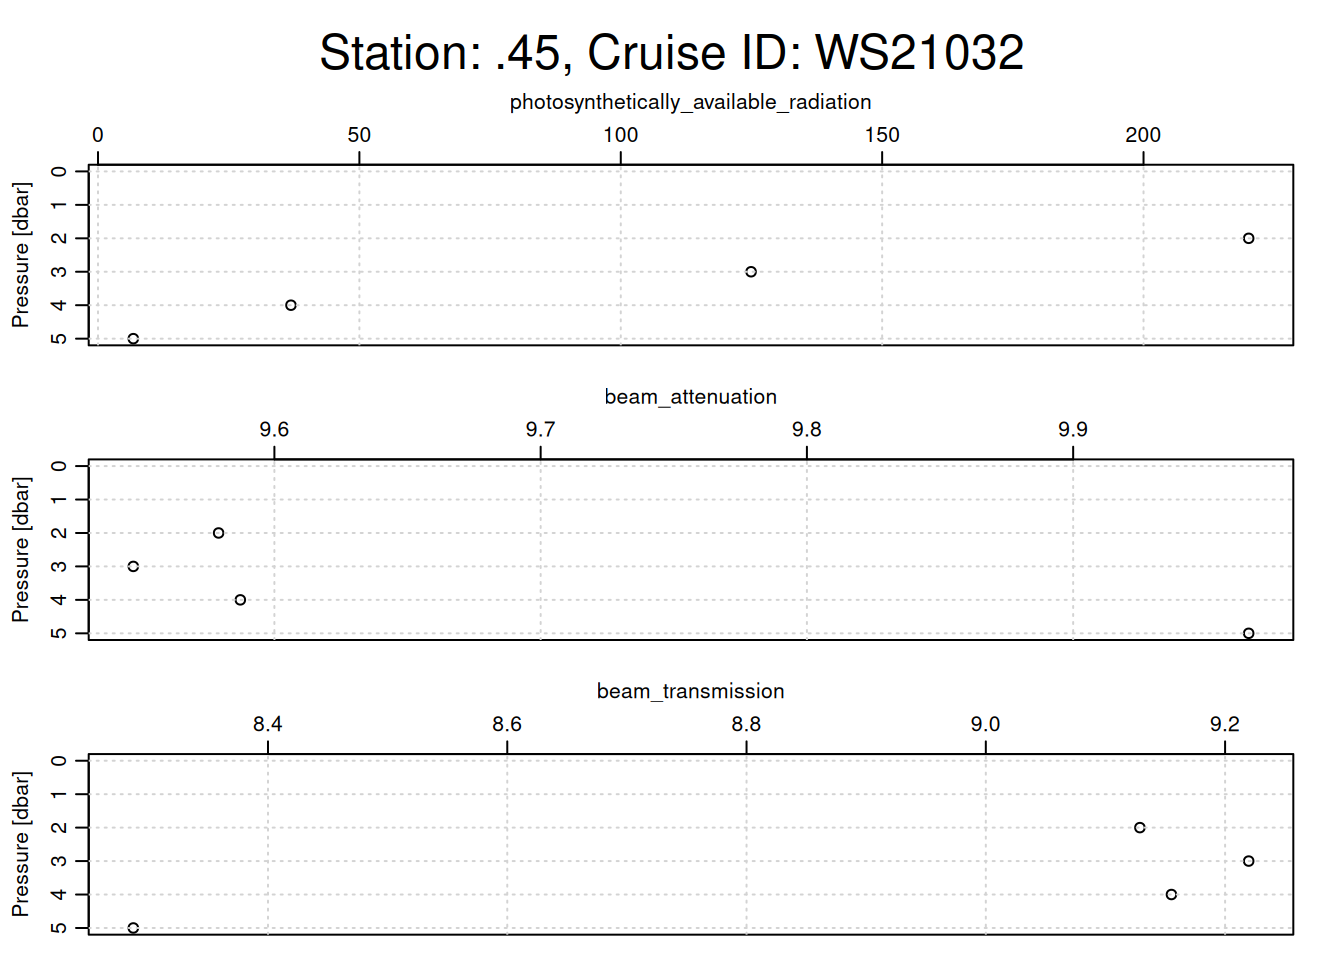 Station: .45, Cruise ID: WS21032
photosynthetically_available_radiation
0 50 100 150 200
Pressure [dbar]
0
1
2
3
4
5
beam_attenuation
9.6 9.7 9.8 9.9
Pressure [dbar]
0
1
2
3
4
5
beam_transmission
8.4 8.6 8.8 9.0 9.2
Pressure [dbar]
0
1
2
3
4
5